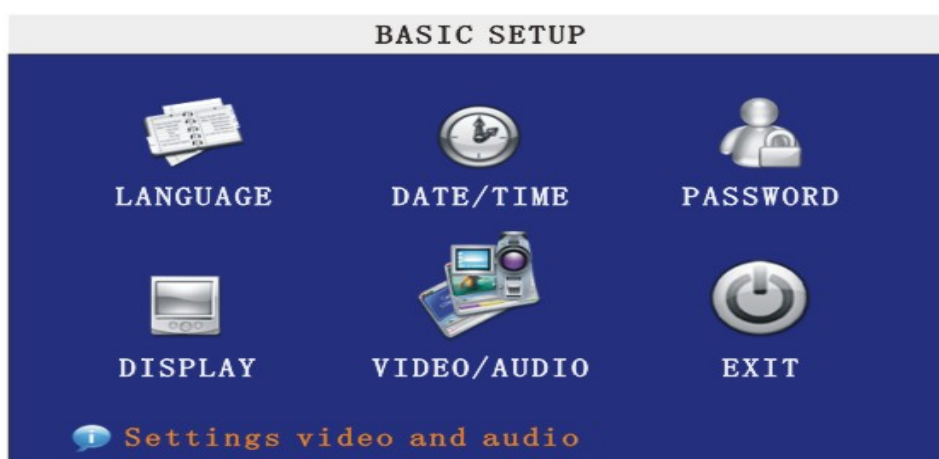 BASIC SETUP
LANGUAGE DATE/TIME PASSWORD
DISPLAY VIDEO/AUDIO EXIT
Settings video and audio